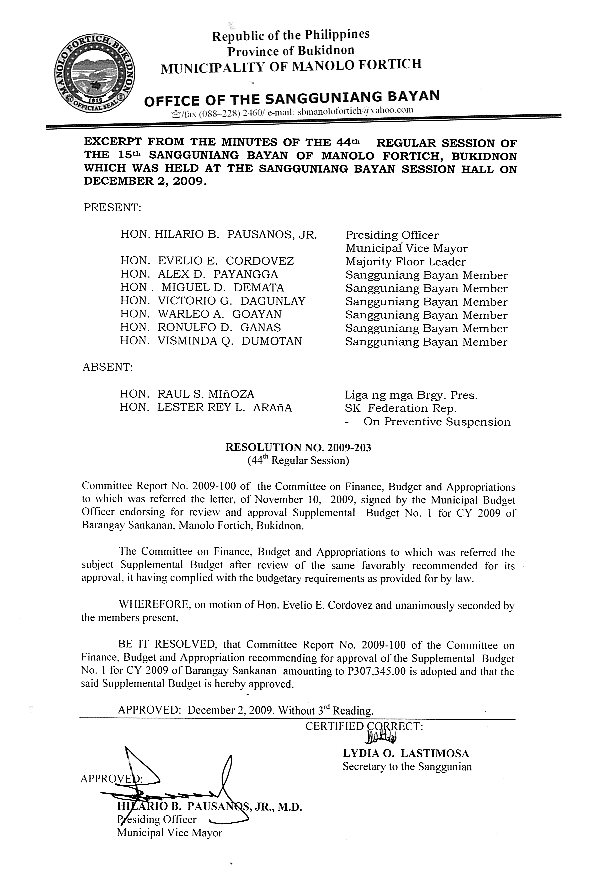 Republic of the Philippines
Province of Bukidnon
MUNICIPALITY OF MANOLO FORTICH
OFFICE OF THE SANGGUNIANG BAYAN
☏/fax (088-228) 2460/ e-mail: sbmanolofortich@yahoo.com
MANOLO FORTICH, BUKIDNON
OFFICIAL SEAL
EXCERPT FROM THE MINUTES OF THE 44th REGULAR SESSION OF
THE 15th SANGGUNIANG BAYAN OF MANOLO FORTICH, BUKIDNON
WHICH WAS HELD AT THE SANGGUNIANG BAYAN SESSION HALL ON
DECEMBER 2, 2009.
PRESENT:
HON. HILARIO B. PAUSANOS, JR. Presiding Officer
Municipal Vice Mayor
HON. EVELIO E. CORDOVEZ Majority Floor Leader
HON. ALEX D. PAYANGGA Sangguniang Bayan Member
HON . MIGUEL D. DEMATA Sangguniang Bayan Member
HON. VICTORIO G. DAGUNLAY Sangguniang Bayan Member
HON. WARLEO A. GOAYAN Sangguniang Bayan Member
HON. RONULFO D. GANAS Sangguniang Bayan Member
HON. VISMINDA Q. DUMOTAN Sangguniang Bayan Member
ABSENT:
HON. RAUL S. MIñOZA Liga ng mga Brgy. Pres.
HON. LESTER REY L. ARAñA SK Federation Rep.
- On Preventive Suspension
RESOLUTION NO. 2009-203
(44th Regular Session)
Committee Report No. 2009-100 of the Committee on Finance, Budget and Appropriations
to which was referred the letter, of November 10, 2009, signed by the Municipal Budget
Officer endorsing for review and approval Supplemental Budget No. 1 for CY 2009 of
Barangay Sankanan, Manolo Fortich, Bukidnon.
The Committee on Finance, Budget and Appropriations to which was referred the
subject Supplemental Budget after review of the same favorably recommended for its
approval, it having complied with the budgetary requirements as provided for by law.
WHEREFORE, on motion of Hon. Evelio E. Cordovez and unanimously seconded by
the members present,
BE IT RESOLVED, that Committee Report No. 2009-100 of the Committee on
Finance, Budget and Appropriation recommending for approval of the Supplemental Budget
No. 1 for CY 2009 of Barangay Sankanan amounting to P307,345.00 is adopted and that the
said Supplemental Budget is hereby approved.
APPROVED: December 2, 2009. Without 3rd Reading.
CERTIFIED CORRECT:
LYDIA O. LASTIMOSA
Secretary to the Sanggunian
APPROVED:
HILARIO B. PAUSANOS, JR., M.D.
Presiding Officer
Municipal Vice Mayor